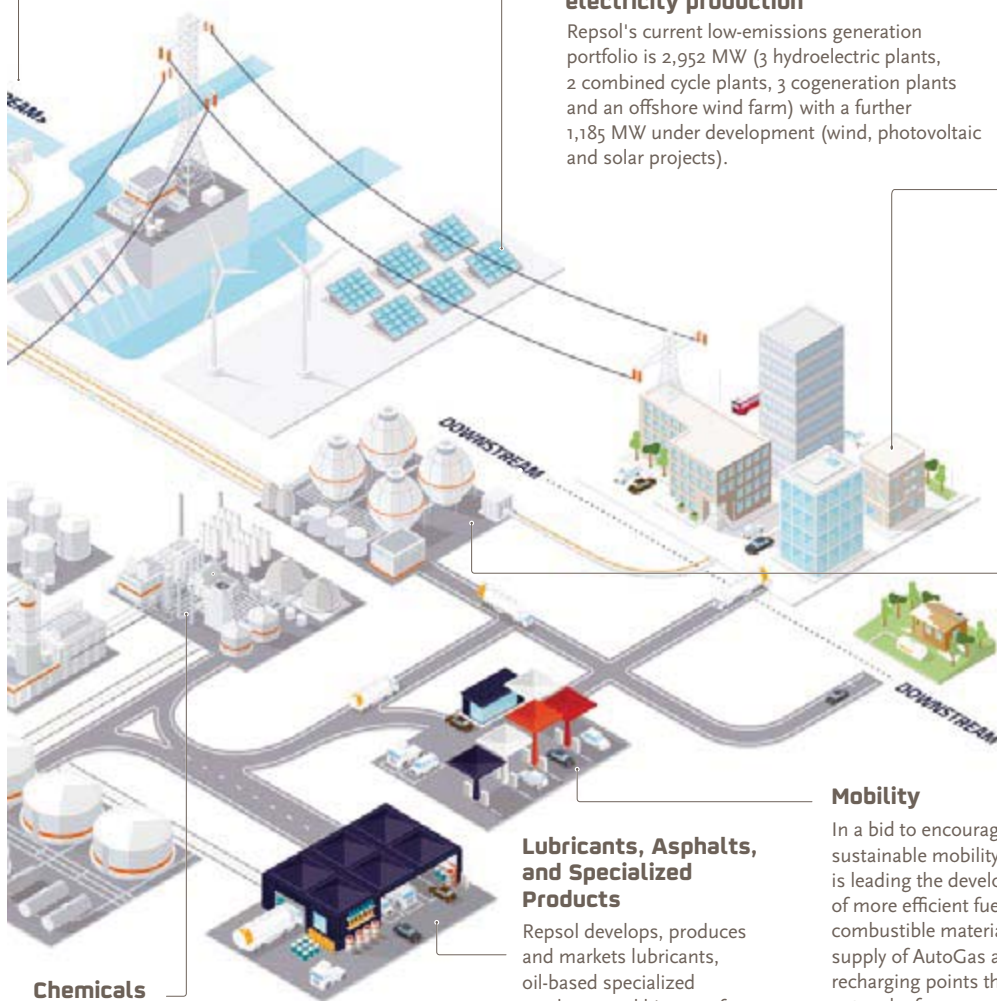 electricity production
Repsol's current low-emissions generation
portfolio is 2,952 MW (3 hydroelectric plants,
2 combined cycle plants, 3 cogeneration plants
and an offshore wind farm) with a further
1,185 MW under development (wind, photovoltaic
and solar projects).
DOWNSTREAM
DOWNSTREAM
Mobility
In a bid to encourag
sustainable mobility
is leading the develo
of more efficient fue
combustible materia
supply of AutoGas a
recharging points th
Lubricants, Asphalts,
and Specialized
Products
Repsol develops, produces
and markets lubricants,
oil-based specialized
Chemicals